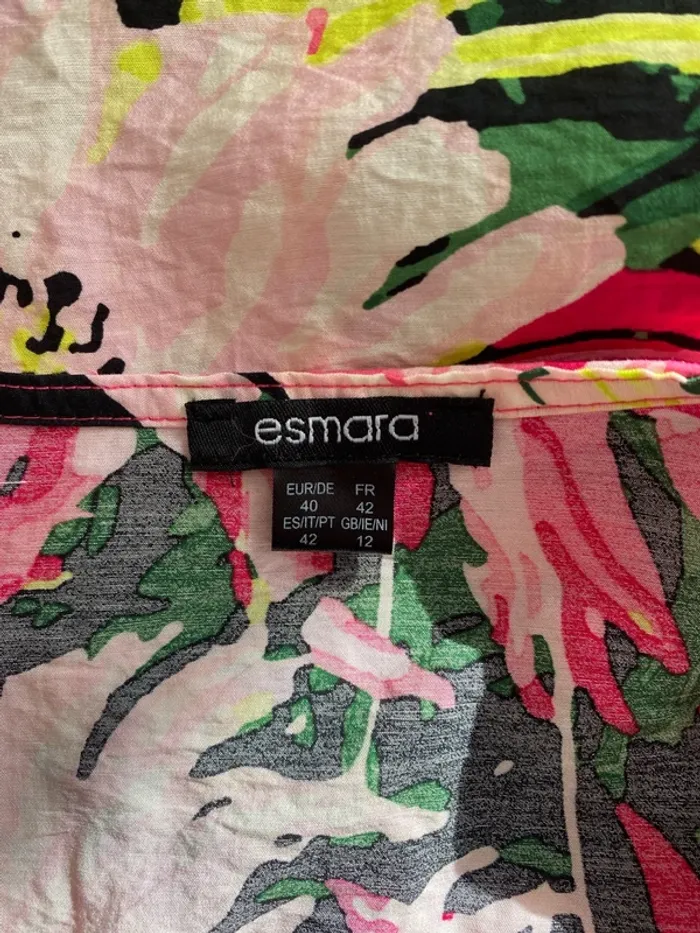 esmara
EUR/DE FR
40 42
ES/IT/PT GB/IE/NI
42 12